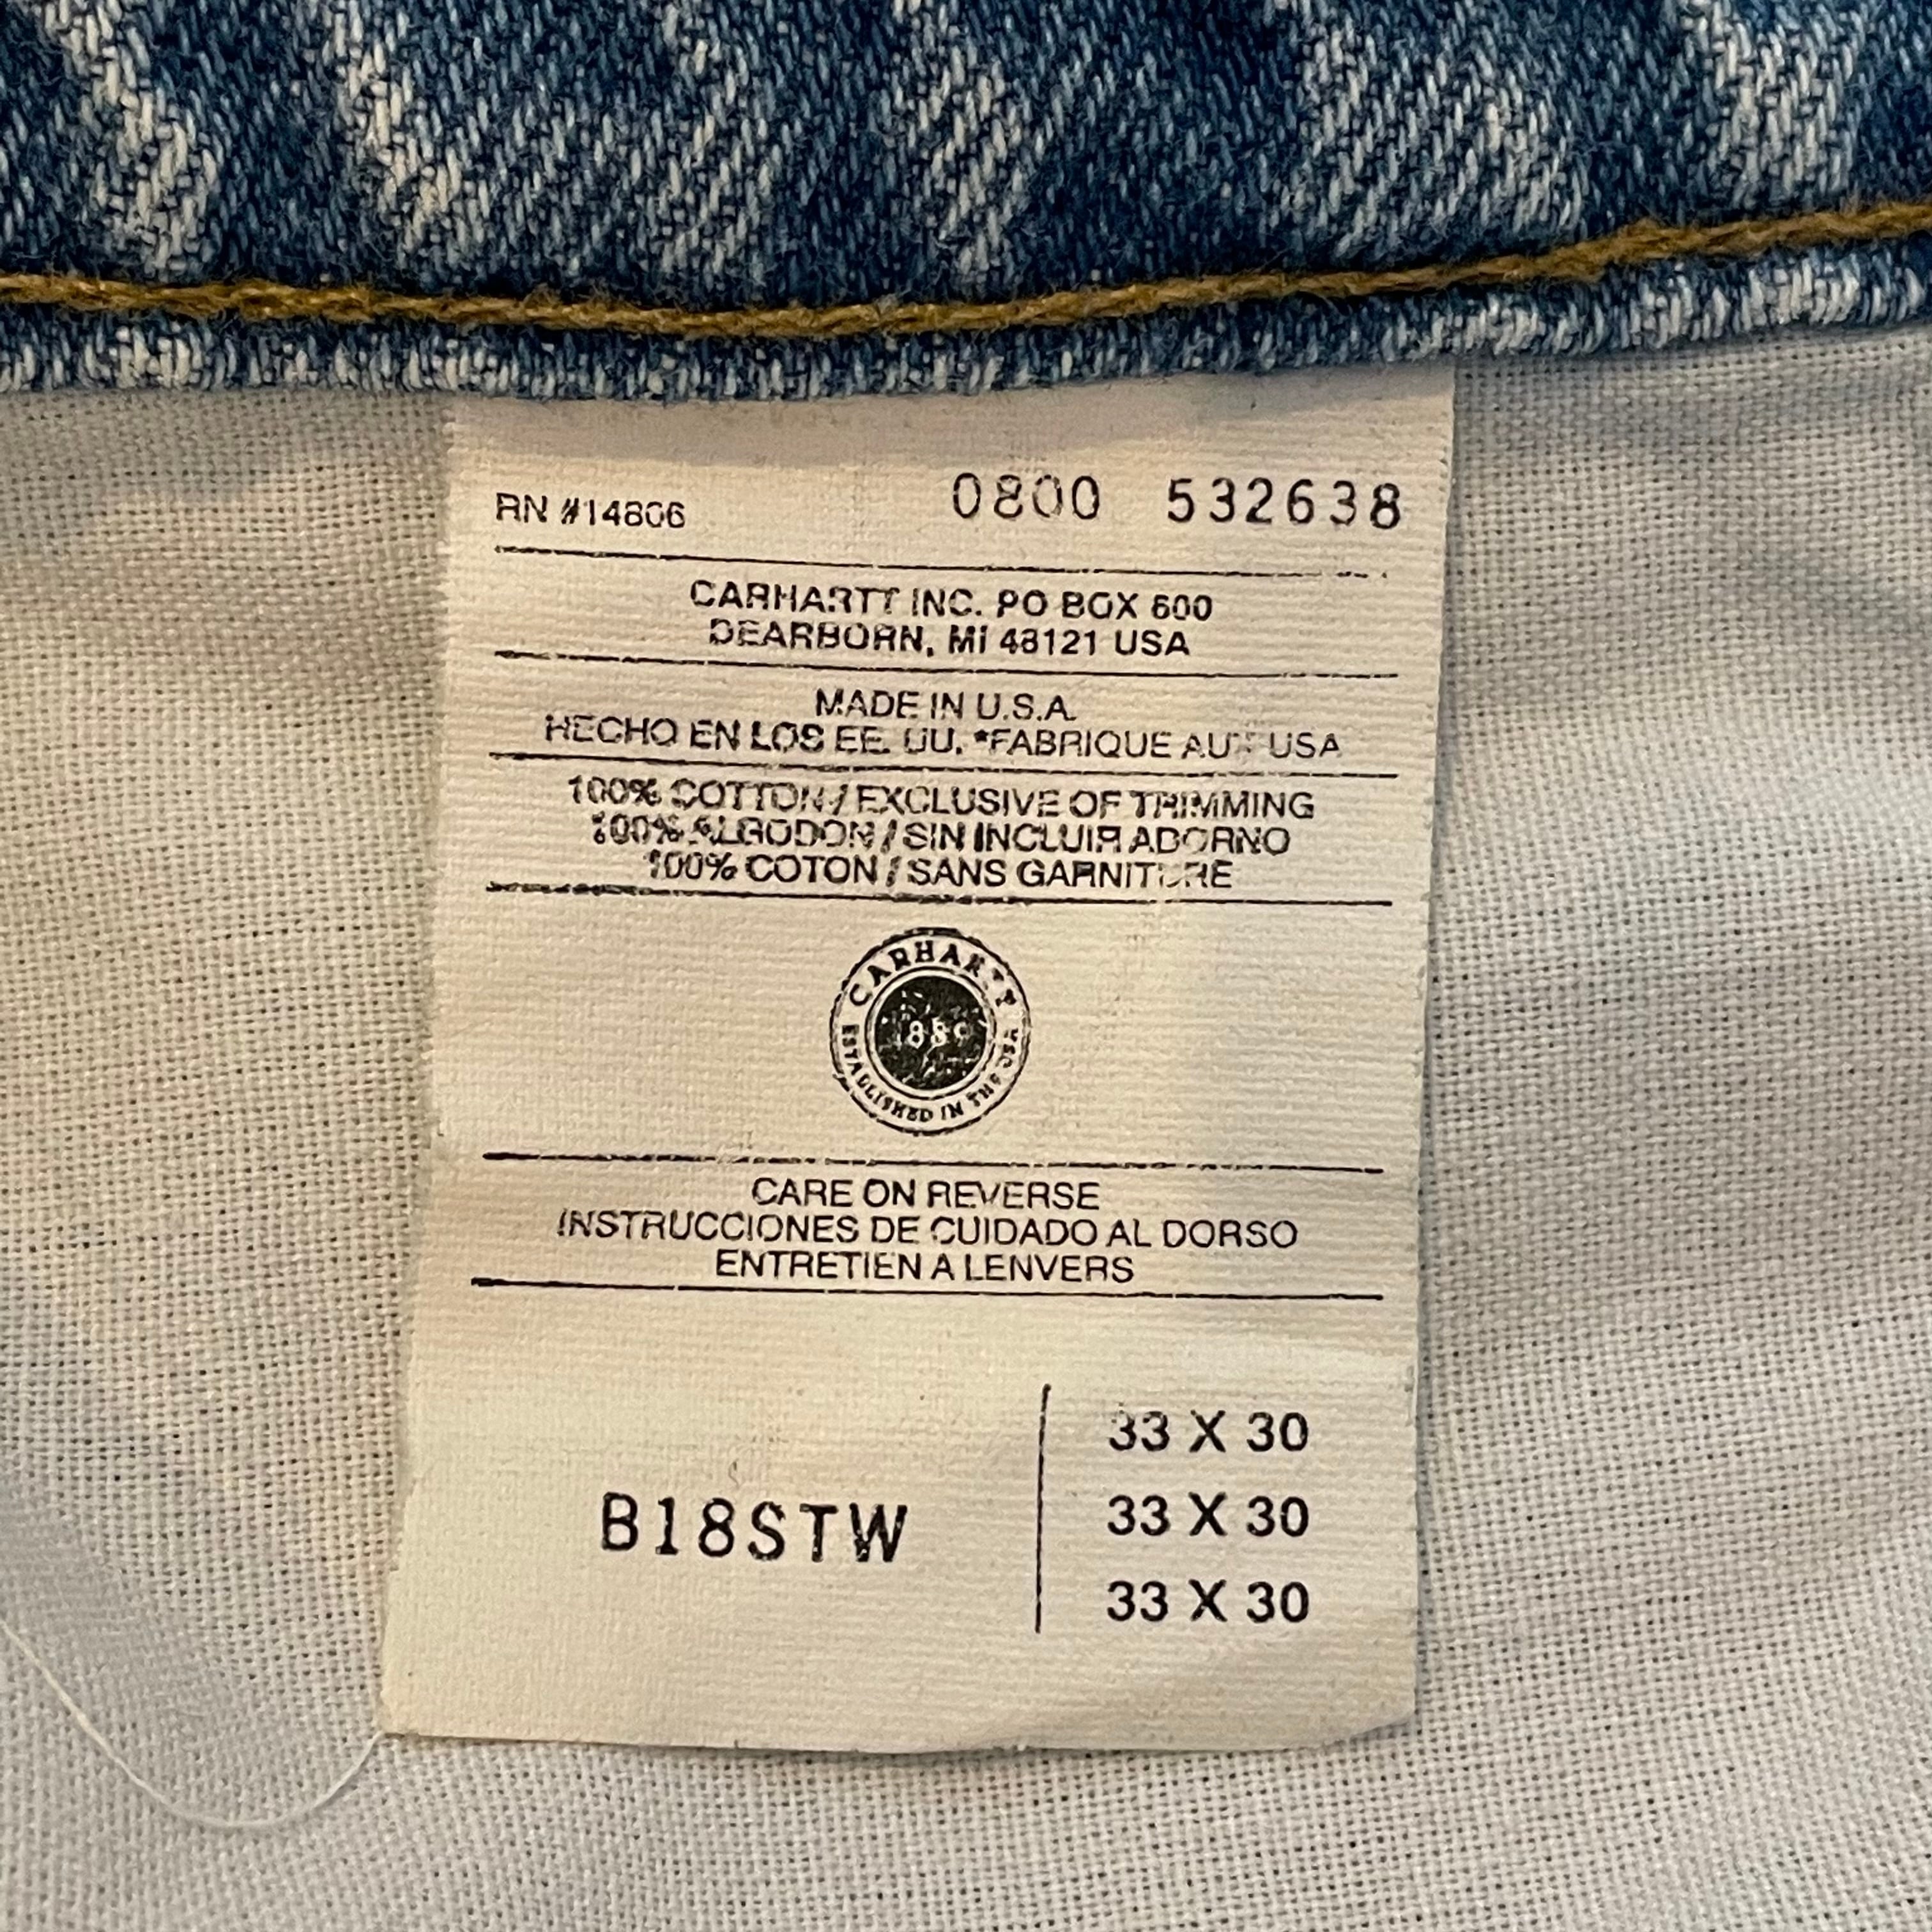 RN #14806 0800 532638
CARHARTT INC. PO BOX 600
DEARBORN, MI 48121 USA
MADE IN U.S.A.
HECHO EN LOS EE. UU. *FABRIQUE AUX USA
100% COTTON / EXCLUSIVE OF TRIMMING
100% ALGODON / SIN INCLUIR ADORNO
100% COTON / SANS GARNITURE
CARHARTT
1889
ESTABLISHED IN THE USA
CARE ON REVERSE
INSTRUCCIONES DE CUIDADO AL DORSO
ENTRETIEN A LENVERS
33 X 30
33 X 30
B18STW
33 X 30